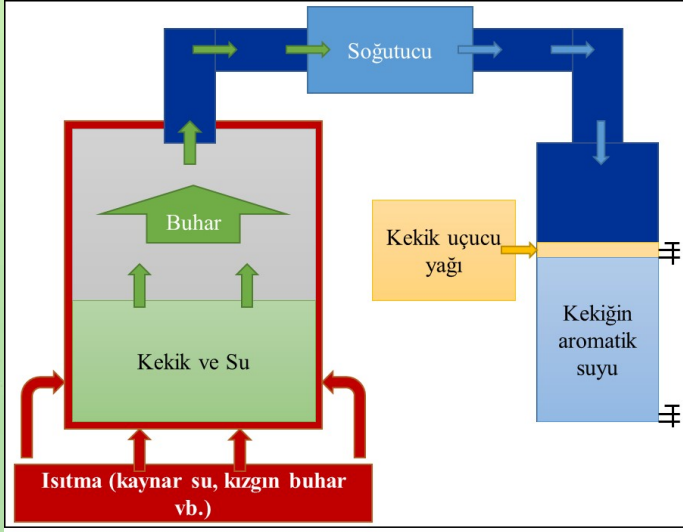 Soğutucu
Buhar
Kekik uçucu
yağı
Kekiğin
aromatik
suyu
Kekik ve Su
Isıtma (kaynar su, kızgın buhar
vb.)